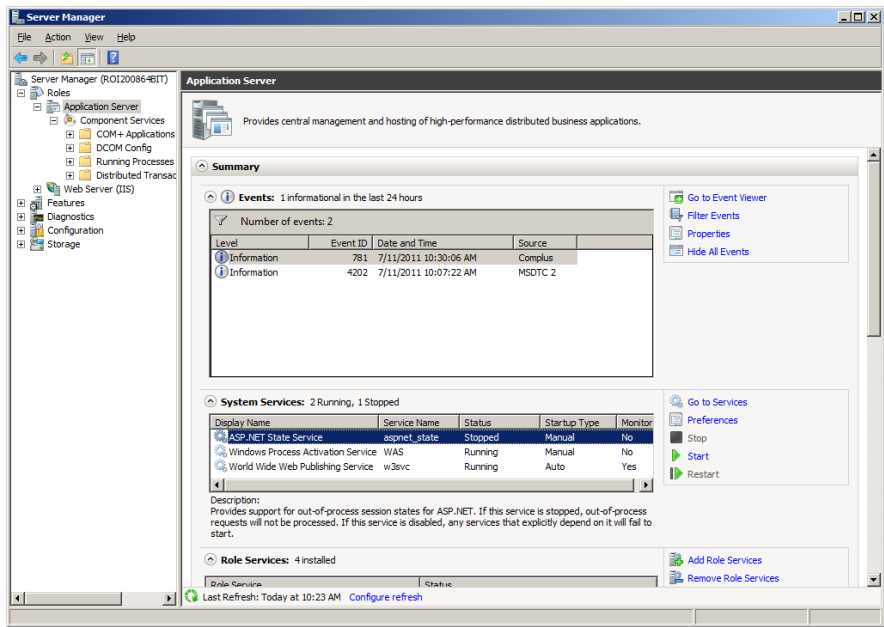 Server Manager
File Action View Help
Server Manager (ROI200864BIT)
Roles
Application Server
Component Services
COM+ Applications
DCOM Config
Running Processes
Distributed Transac
Web Server (IIS)
Features
Diagnostics
Configuration
Storage
Application Server
Provides central management and hosting of high-performance distributed business applications.
Summary
Events: 1 informational in the last 24 hours
Number of events: 2
Level Event ID Date and Time Source
Information 781 7/11/2011 10:30:06 AM Complus
Information 4202 7/11/2011 10:07:22 AM MSDTC 2
Go to Event Viewer
Filter Events
Properties
Hide All Events
System Services: 2 Running, 1 Stopped
Display Name Service Name Status Startup Type Monitor
ASP.NET State Service aspnet_state Stopped Manual No
Windows Process Activation Service WAS Running Manual No
World Wide Web Publishing Service w3svc Running Auto Yes
Description:
Provides support for out-of-process session states for ASP.NET. If this service is stopped, out-of-process
requests will not be processed. If this service is disabled, any services that explicitly depend on it will fail to
start.
Go to Services
Preferences
Stop
Start
Restart
Role Services: 4 installed
Role Service Status
Add Role Services
Remove Role Services
Last Refresh: Today at 10:23 AM Configure refresh